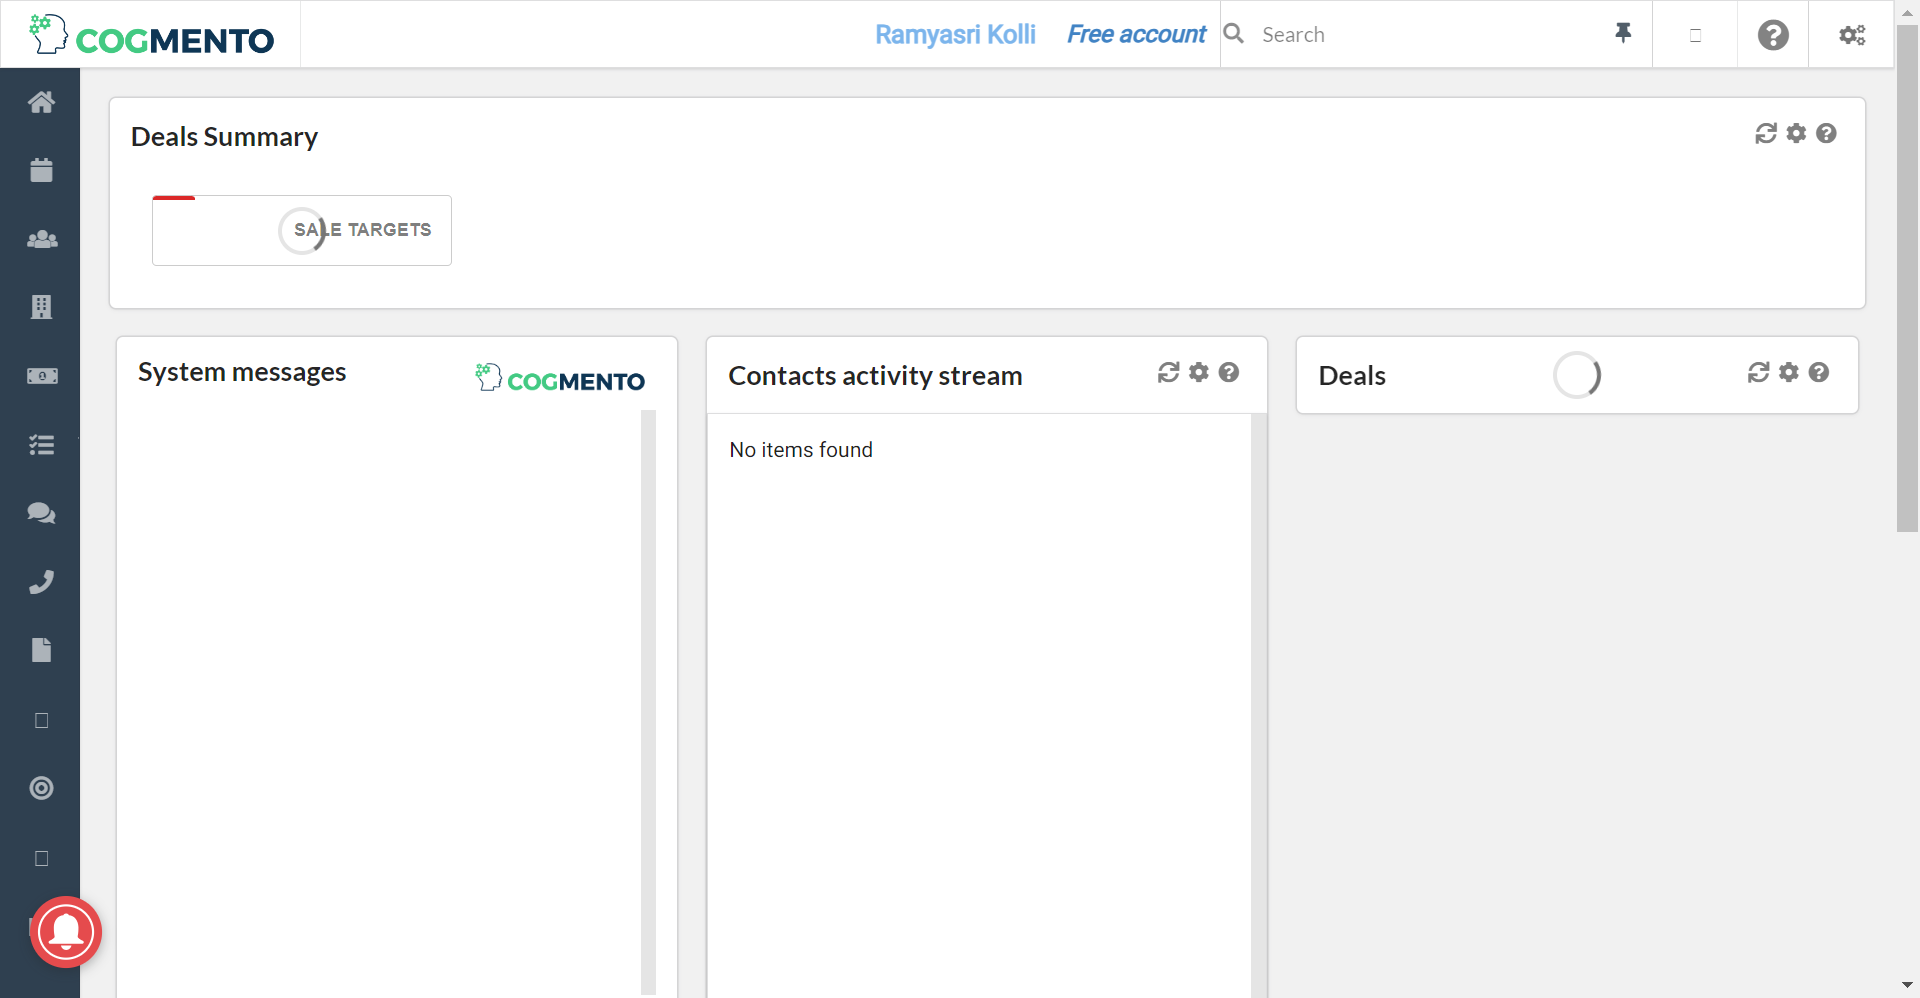 COGMENTO
Ramyasri Kolli
Free account
Search
Deals Summary
SALE TARGETS
System messages
COGMENTO
Contacts activity stream
No items found
Deals